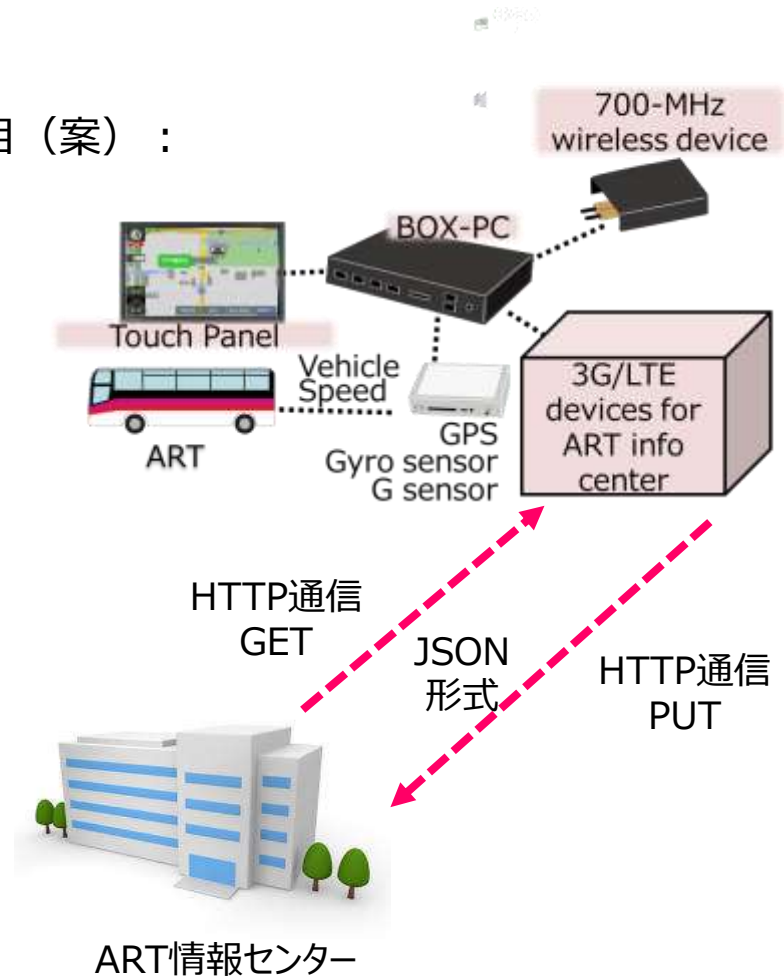 目（案）：
700-MHz
wireless device
BOX-PC
Touch Panel
Vehicle
Speed
ART
GPS
Gyro sensor
G sensor
3G/LTE
devices for
ART info
center
HTTP通信
GET
JSON
形式
HTTP通信
PUT
ART情報センター